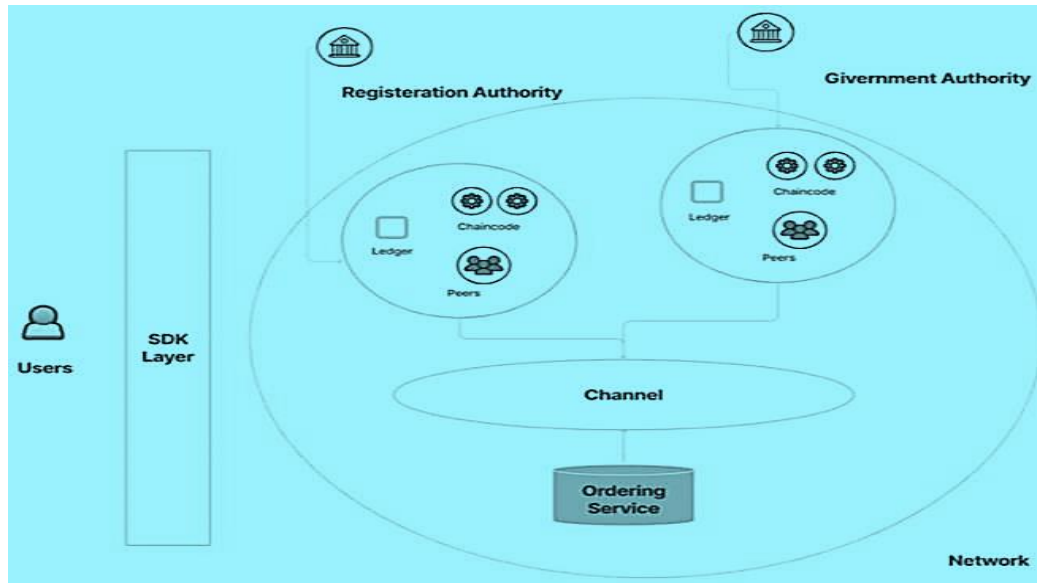 Registeration Authority
Givernment Authority
Chaincode
Ledger
Peers
Chaincode
Ledger
Peers
Users
SDK
Layer
Channel
Ordering
Service
Network